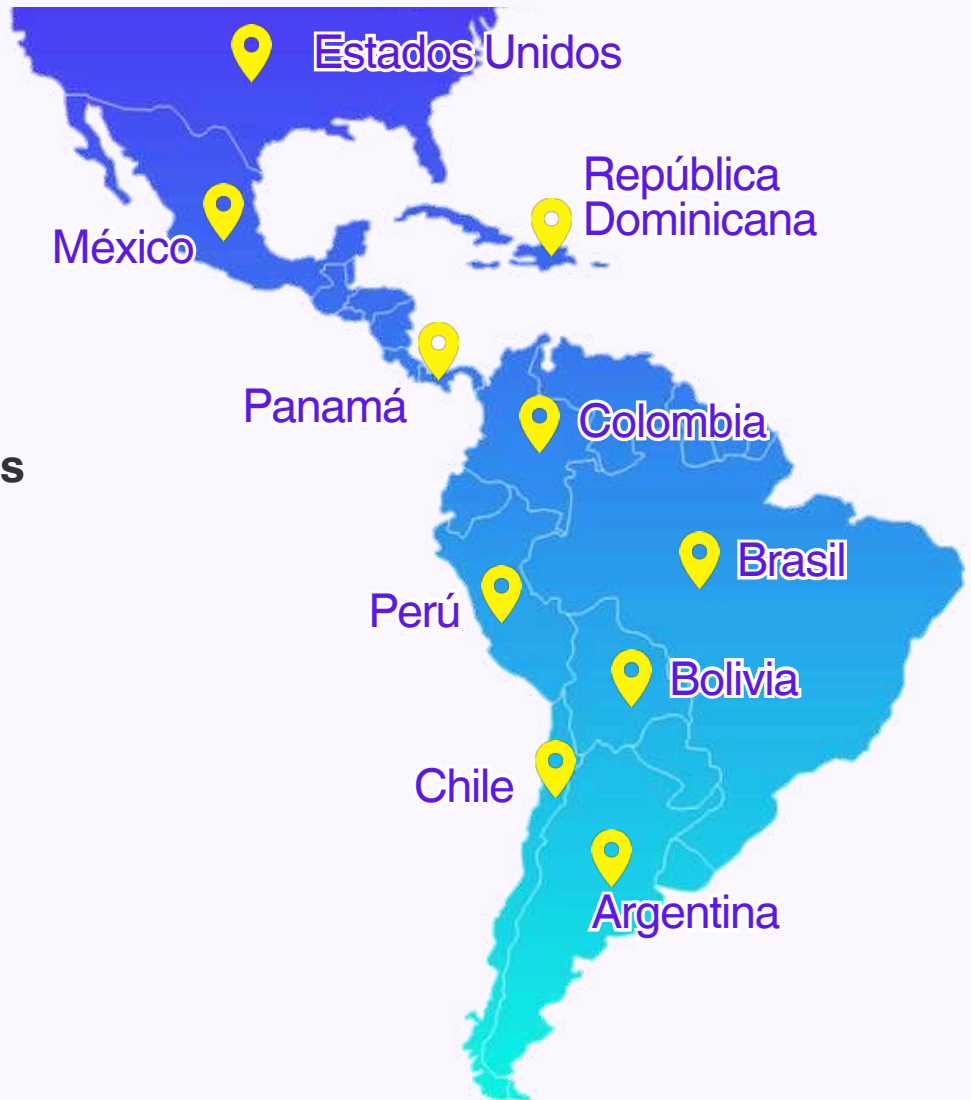 Estados Unidos
República
Dominicana
México
Panamá
Colombia
s
Brasil
Perú
Bolivia
Chile
Argentina